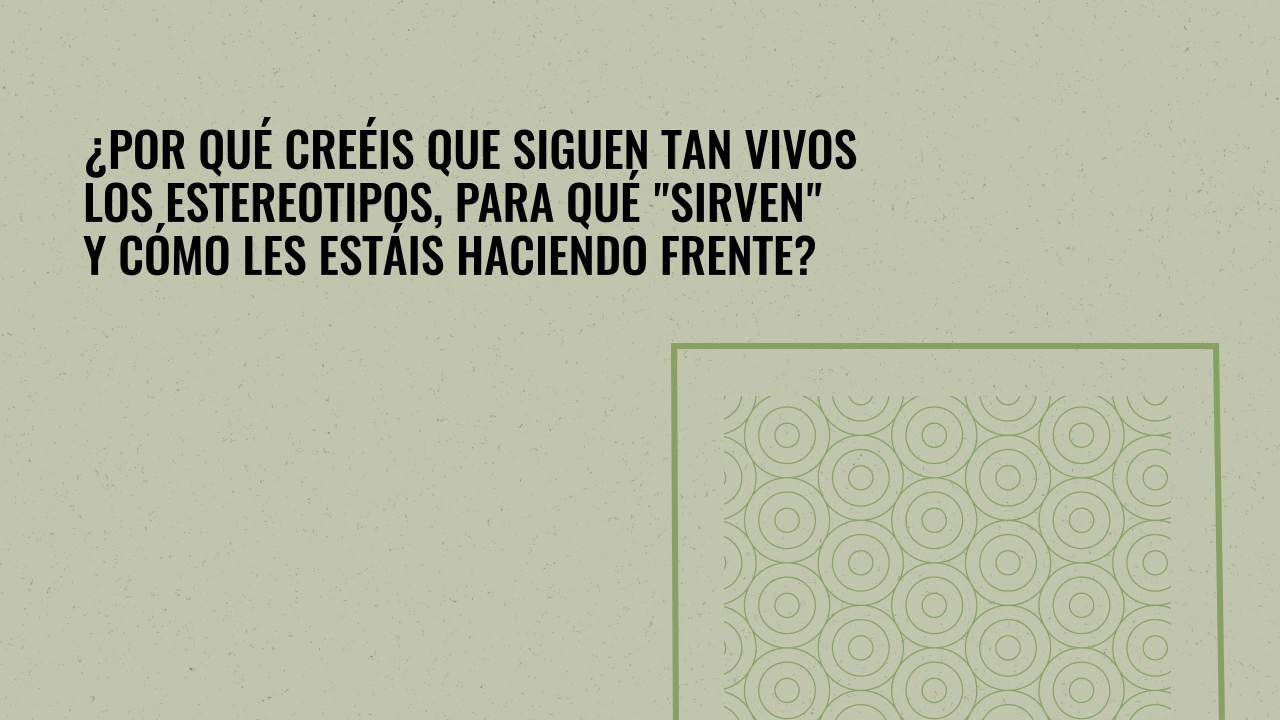 ¿POR QUÉ CREÉIS QUE SIGUEN TAN VIVOS
LOS ESTEREOTIPOS, PARA QUÉ "SIRVEN"
Y CÓMO LES ESTÁIS HACIENDO FRENTE?